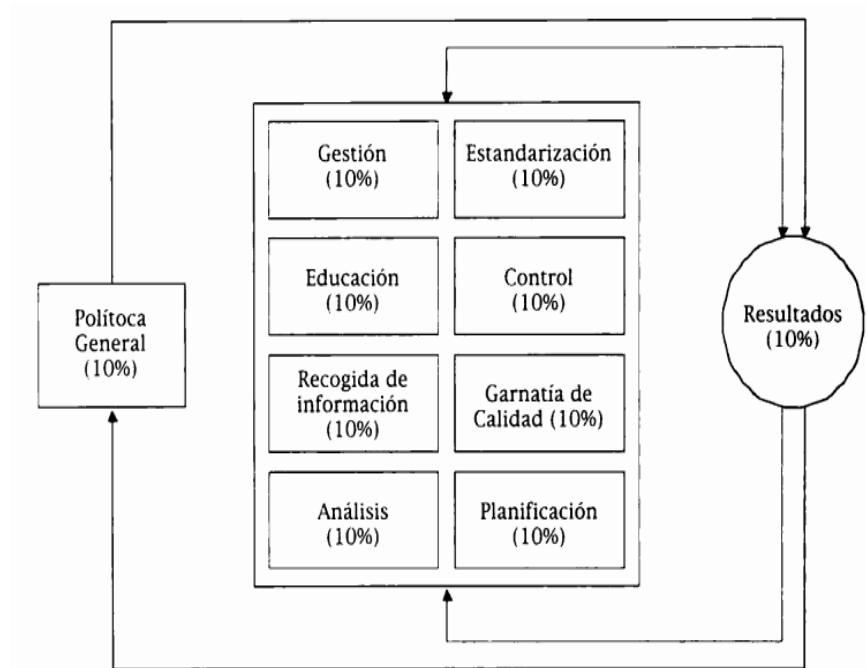 Gestión
(10%)
Estandarización
(10%)
Educación
(10%)
Control
(10%)
Polítoca
General
(10%)
Resultados
(10%)
Recogida de
información
(10%)
Garnatía de
Calidad (10%)
Análisis
(10%)
Planificación
(10%)